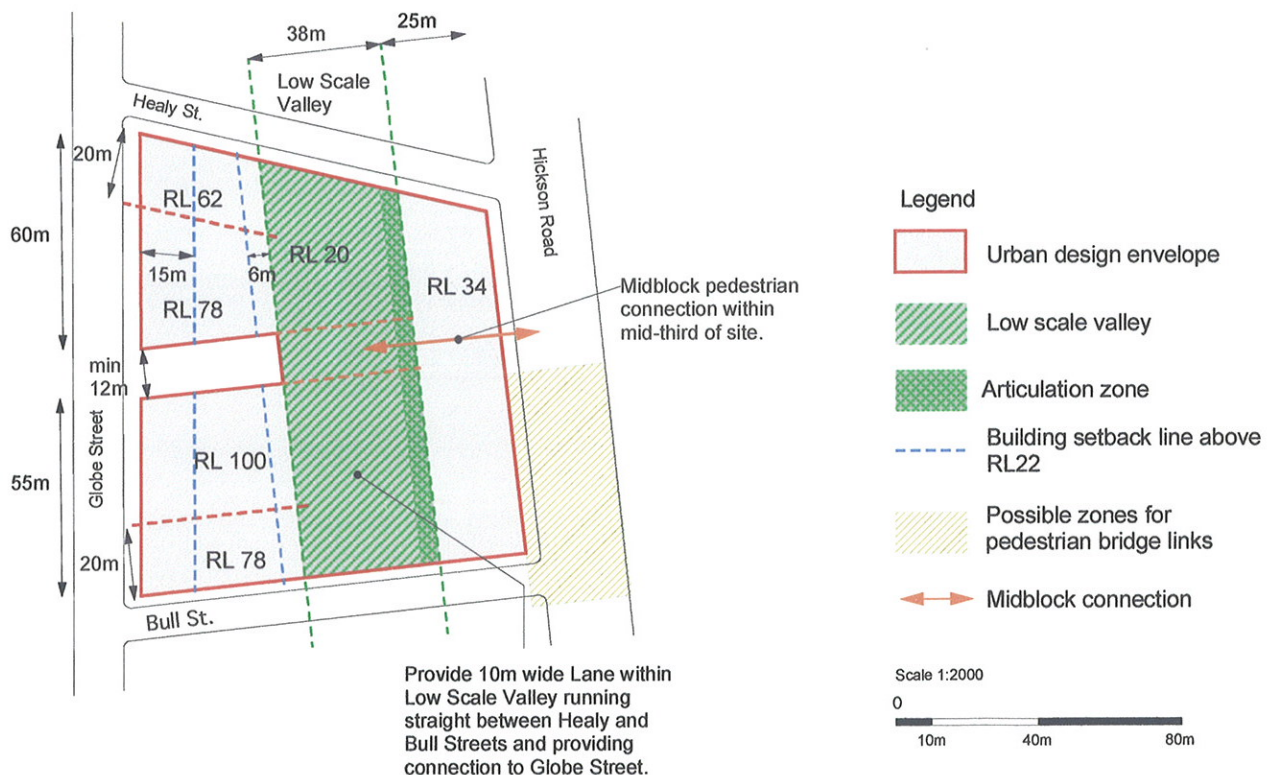 25m
38m
Low Scale
Valley
Healy St.
20m
Hickson Road
RL 62
60m
RL 20
15m
6m
RL 34
RL 78
Midblock pedestrian
connection within
mid-third of site.
min
12m
Globe Street
RL 100
55m
20m
RL 78
Bull St.
Provide 10m wide Lane within
Low Scale Valley running
straight between Healy and
Bull Streets and providing
connection to Globe Street.
Legend
Urban design envelope
Low scale valley
Articulation zone
Building setback line above
RL22
Possible zones for
pedestrian bridge links
Midblock connection
Scale 1:2000
0
10m 40m 80m